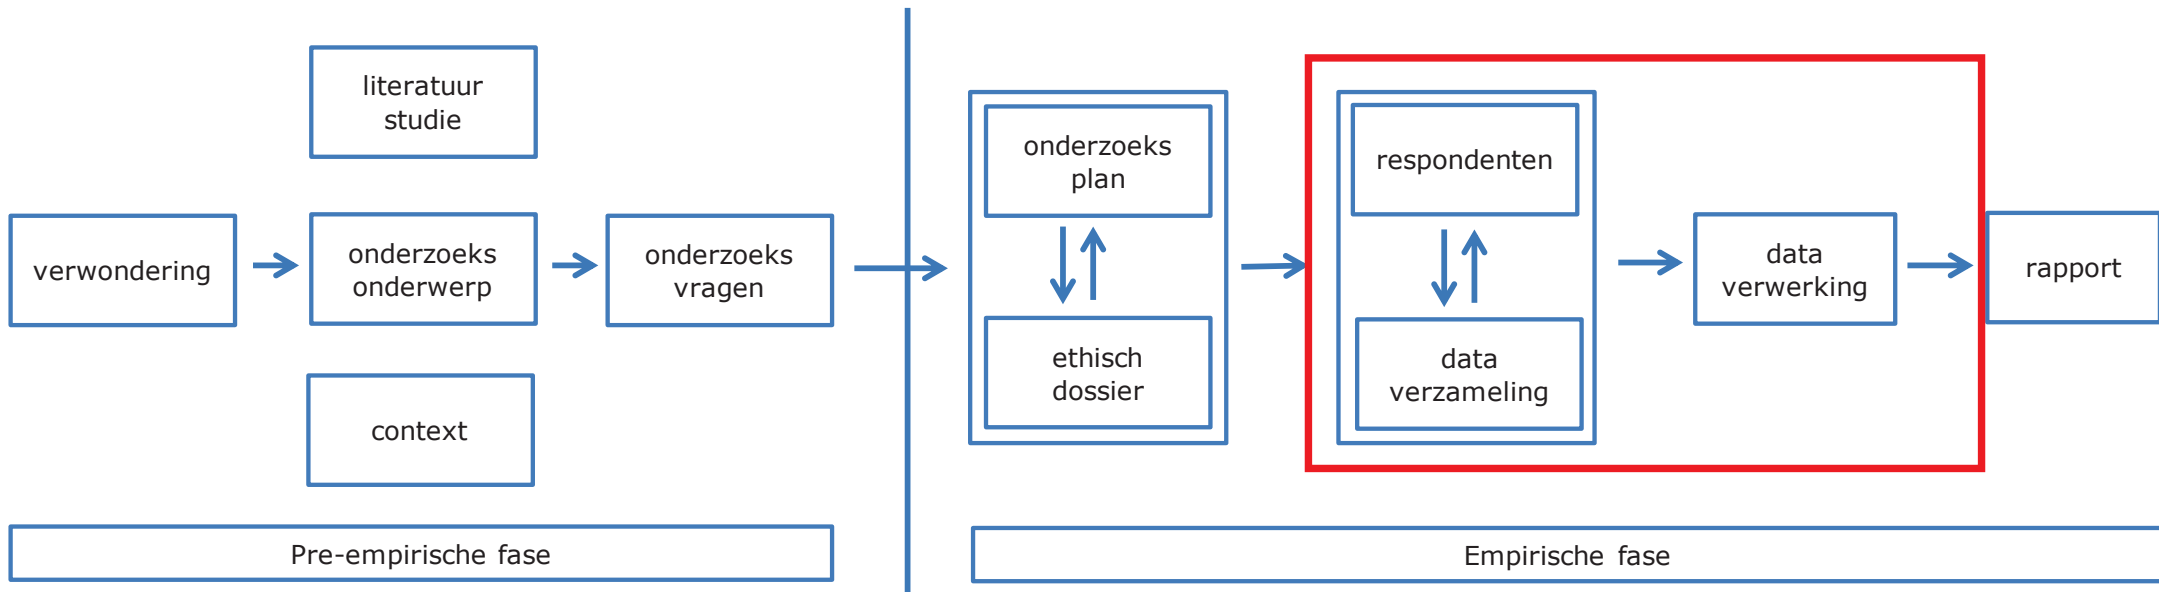 literatuur
studie
verwondering
onderzoeks
onderwerp
onderzoeks
vragen
context
Pre-empirische fase
onderzoeks
plan
ethisch
dossier
respondenten
data
verzameling
data
verwerking
rapport
Empirische fase